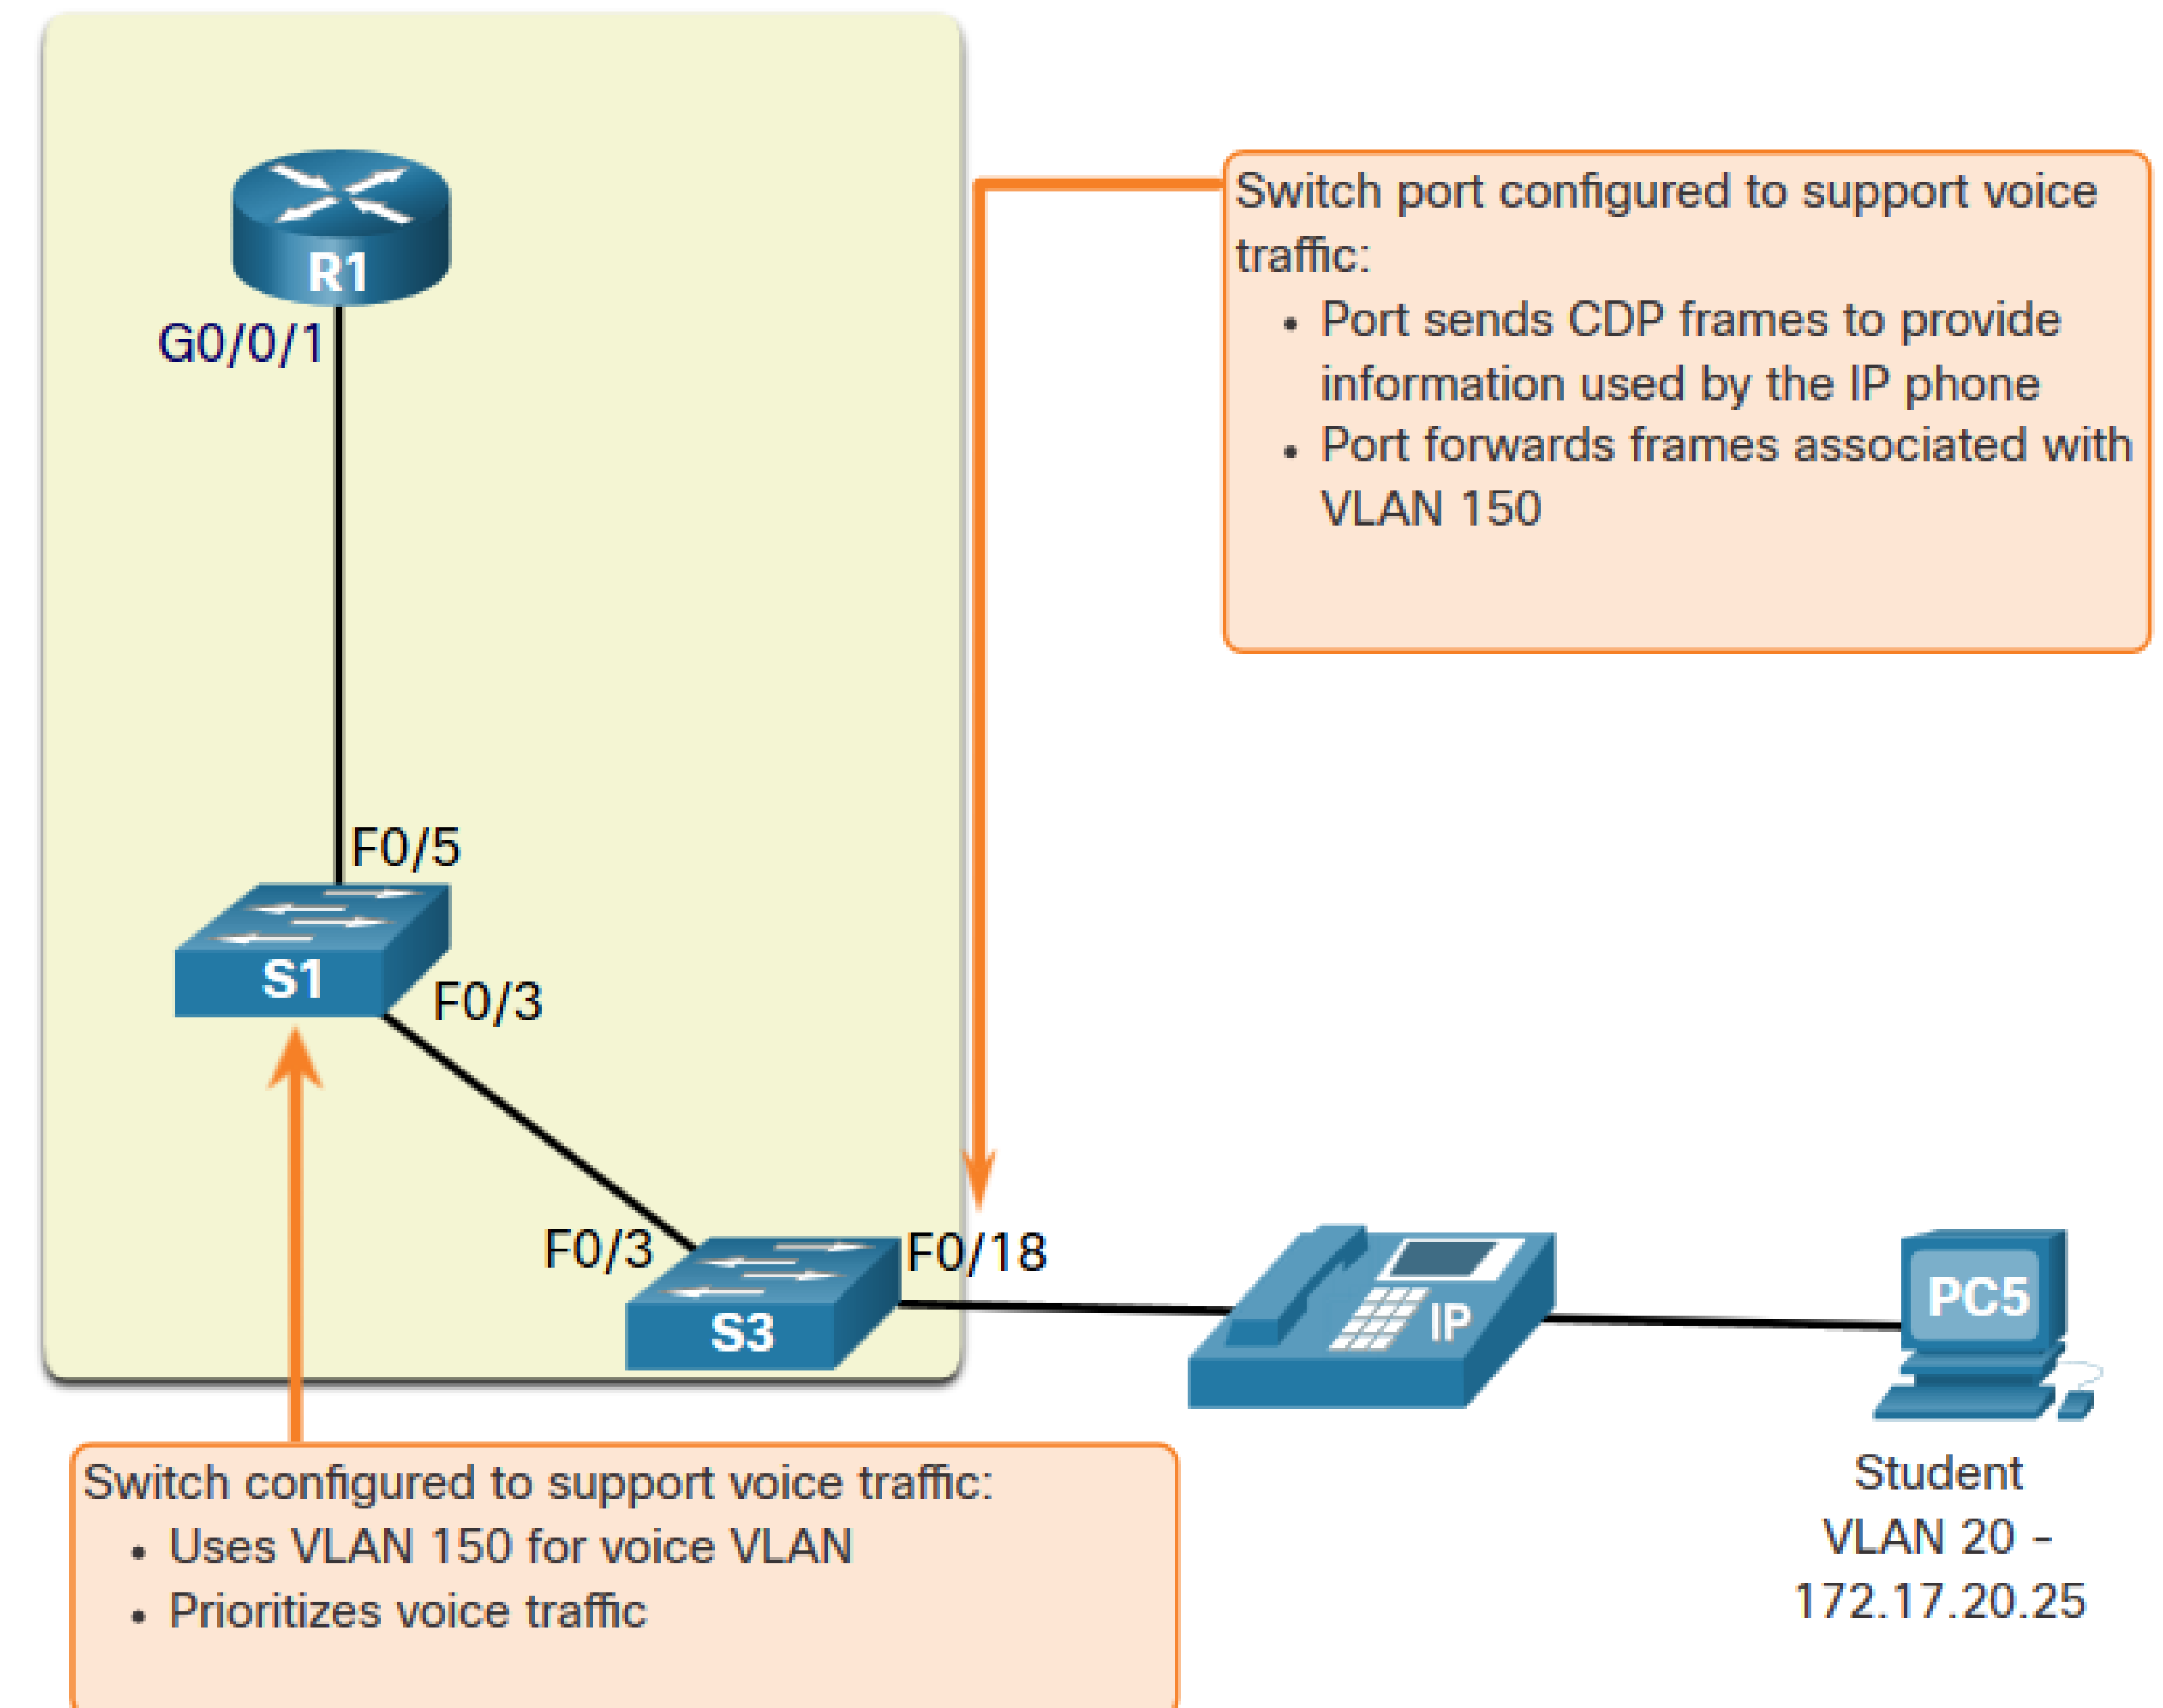 R1
G0/0/1
Switch port configured to support voice
traffic:
• Port sends CDP frames to provide
information used by the IP phone
• Port forwards frames associated with
VLAN 150
F0/5
S1
F0/3
F0/3
F0/18
S3
IP
PC5
Student
VLAN 20 -
172.17.20.25
Switch configured to support voice traffic:
• Uses VLAN 150 for voice VLAN
• Prioritizes voice traffic